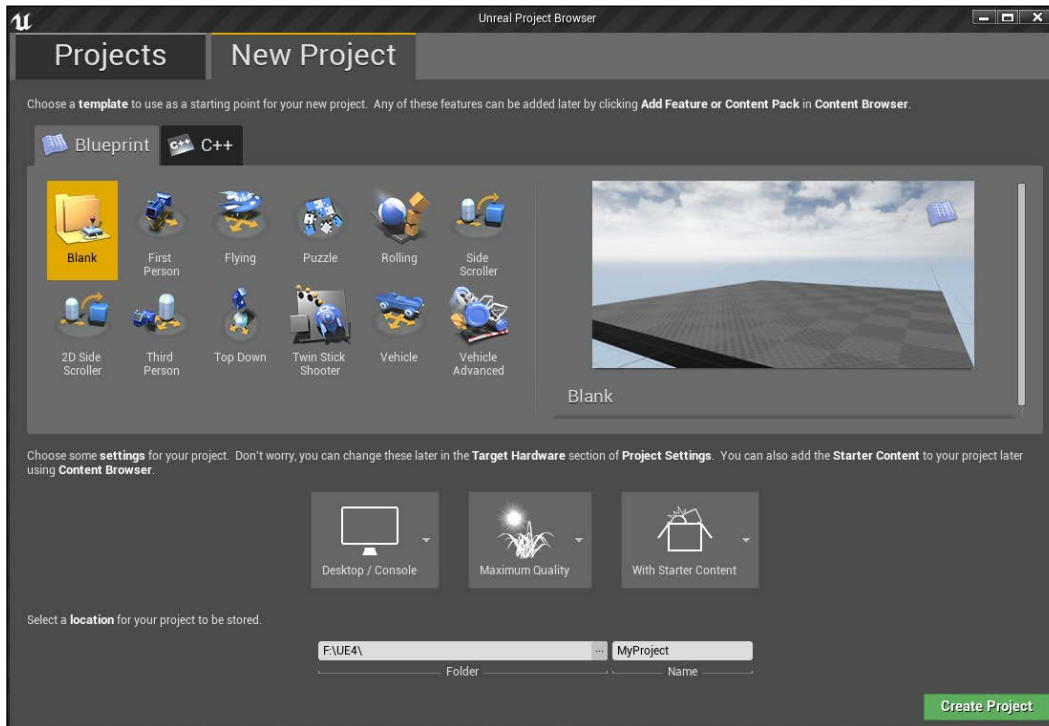 Unreal Project Browser
Projects
New Project
Choose a template to use as a starting point for your new project. Any of these features can be added later by clicking Add Feature or Content Pack in Content Browser.
Blueprint
C++
C++
Blank
First
Person
Flying
Puzzle
Rolling
Side
Scroller
2D Side
Scroller
Third
Person
Top Down
Twin Stick
Shooter
Vehicle
Vehicle
Advanced
Blank
Choose some settings for your project. Don't worry, you can change these later in the Target Hardware section of Project Settings. You can also add the Starter Content to your project later
using Content Browser.
Desktop / Console
Maximum Quality
With Starter Content
Select a location for your project to be stored.
F:\UE4\
...
MyProject
Folder
Name
Create Project